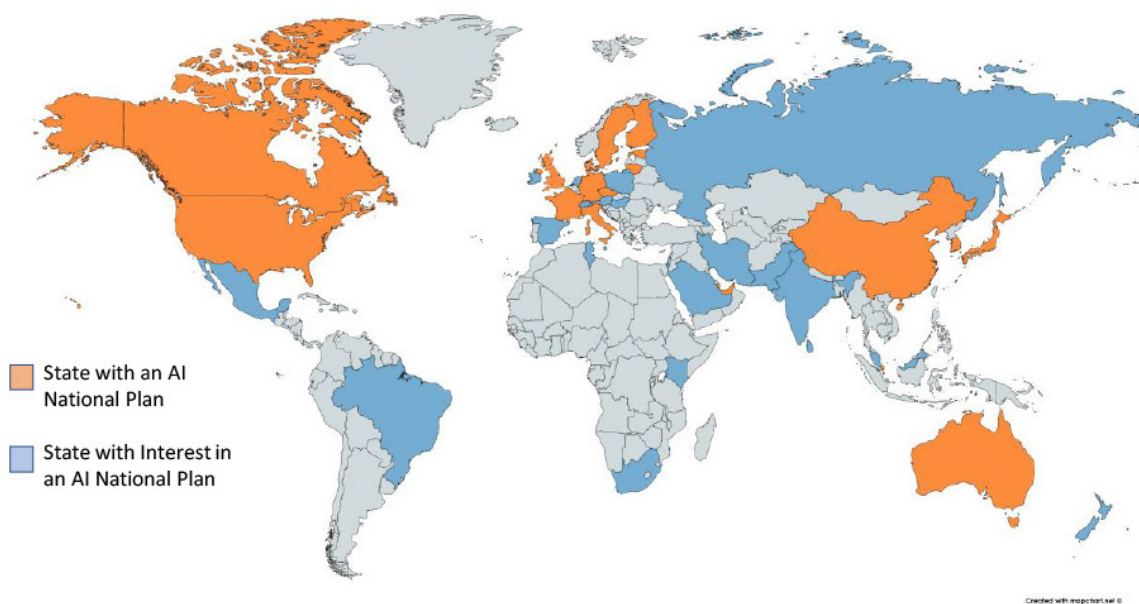 State with an AI
National Plan
State with Interest in
an AI National Plan
Created with mapchart.net ©